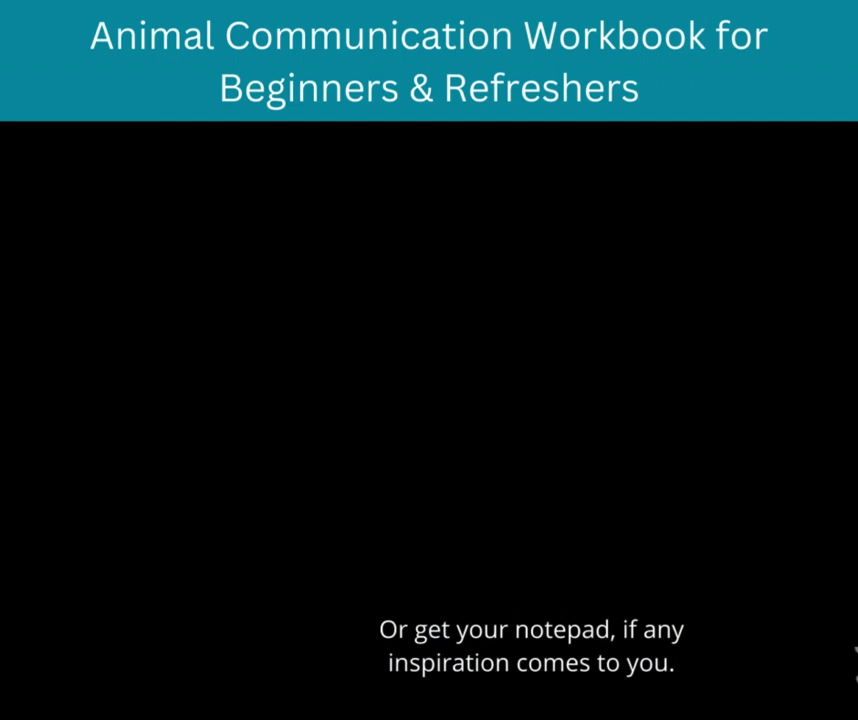 Animal Communication Workbook for
Beginners & Refreshers
Or get your notepad, if any
inspiration comes to you.